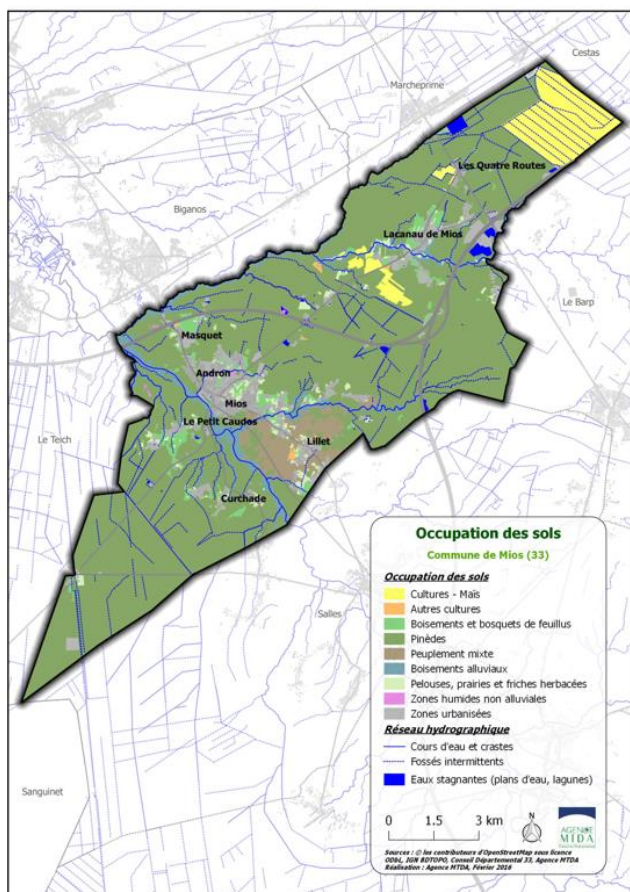 Cestas
Marcheprime
Les Quatre Routes
Biganos
Lacanau de Mios
Le Barp
Masquet
Andron
Mios
Le Teich
Le Petit Caudos
Lillet
Curchade
Salles
Sanguinet
Occupation des sols
Commune de Mios (33)
Occupation des sols
Cultures - Maïs
Autres cultures
Boisements et bosquets de feuillus
Pinèdes
Peuplement mixte
Boisements alluviaux
Pelouses, prairies et friches herbacées
Zones humides non alluviales
Zones urbanisées
Réseau hydrographique
Cours d'eau et crastes
Fossés intermittents
Eaux stagnantes (plans d'eau, lagunes)
0 1.5 3 km
N
AGENCE
MTDA
Sources : © les contributeurs d'OpenStreetMap sous licence
ODbL, IGN BDTOPO, Conseil Départemental 33, Agence MTDA
Réalisation : Agence MTDA, Février 2016